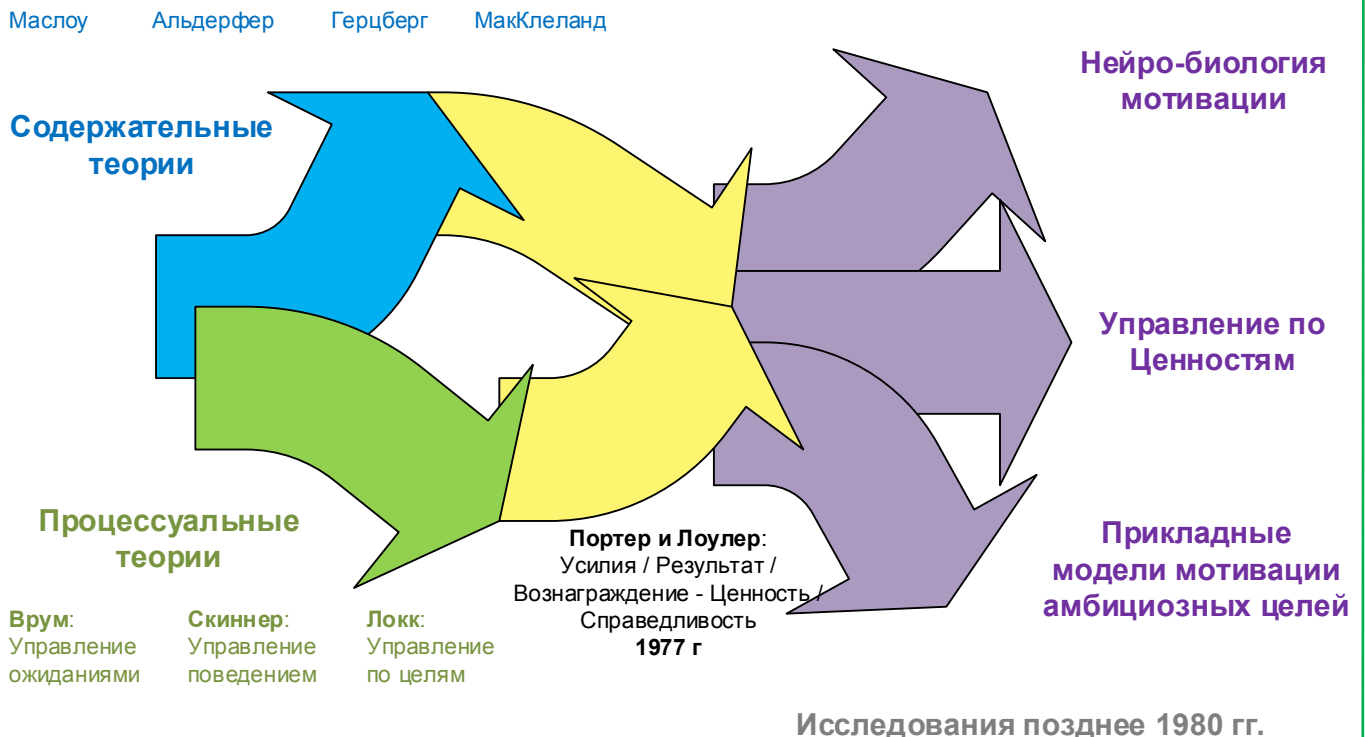 Маслоу Альдерфер Герцберг МакКлеланд
Содержательные
теории
Нейро-биология
мотивации
Управление по
Ценностям
Прикладные
модели мотивации
амбициозных целей
Процессуальные
теории
Врум:
Управление
ожиданиями
Скиннер:
Управление
поведением
Локк:
Управление
по целям
Портер и Лоулер:
Усилия / Результат /
Вознаграждение - Ценность /
Справедливость
1977 г
Исследования позднее 1980 гг.